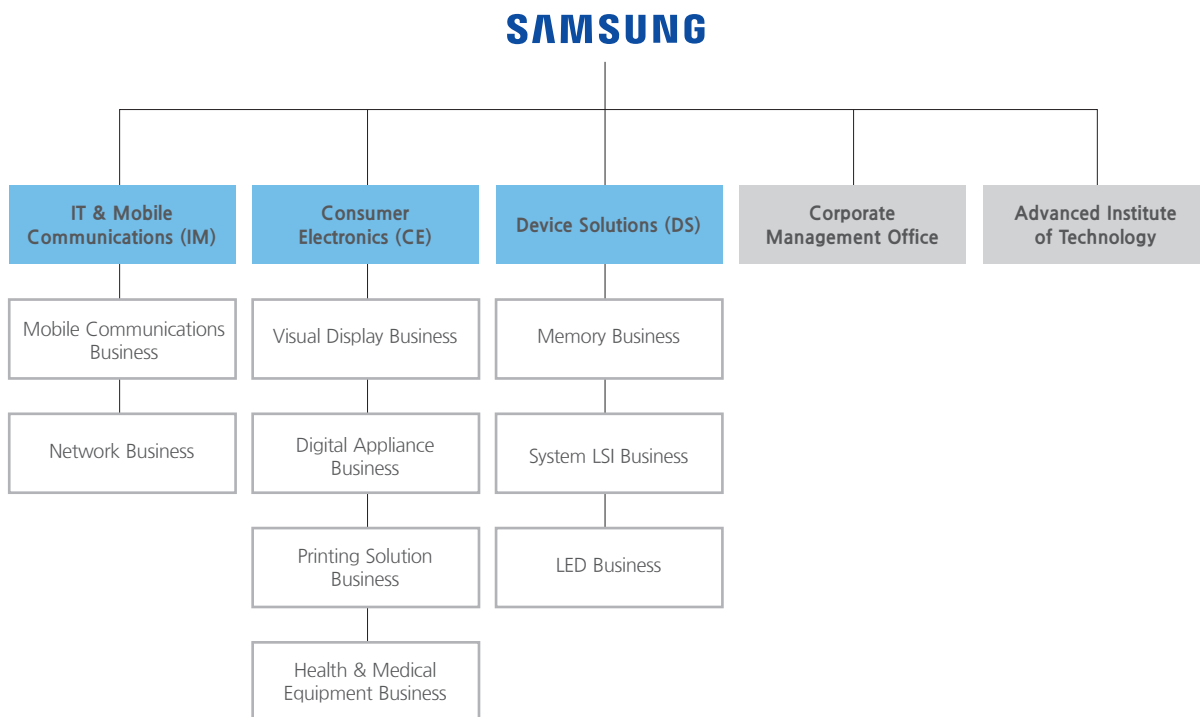 SAMSUNG
IT & Mobile
Communications (IM)
Consumer
Electronics (CE)
Device Solutions (DS)
Corporate
Management Office
Advanced Institute
of Technology
Mobile Communications
Business
Network Business
Visual Display Business
Digital Appliance
Business
Printing Solution
Business
Health & Medical
Equipment Business
Memory Business
System LSI Business
LED Business